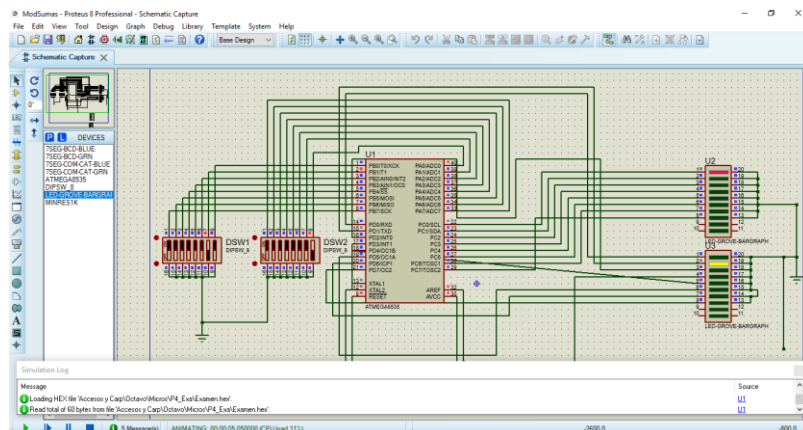 ModSumas - Proteus 8 Professional - Schematic Capture
File Edit View Tool Design Graph Debug Library Template System Help
Base Design
Schematic Capture
DEVICES
7SEG-BCD-BLUE
7SEG-BCD-GRN
7SEG-COM-CAT-BLUE
7SEG-COM-CAT-GRN
ATMEGA8535
DIPSW_8
LED-GROVE-BARGRAPH
MINRES1K
U1
PB0/T0/XCK PA0/ADC0
PB1/T1 PA1/ADC1
PB2/AIN0/INT2 PA2/ADC2
PB3/AIN1/OC0 PA3/ADC3
PB4/SS PA4/ADC4
PB5/MOSI PA5/ADC5
PB6/MISO PA6/ADC6
PB7/SCK PA7/ADC7
PD0/RXD PC0/SCL
PD1/TXD PC1/SDA
PD2/INT0 PC2
PD3/INT1 PC3
PD4/OC1B PC4
PD5/OC1A PC5
PD6/ICP1 PC6/TOSC1
PD7/OC2 PC7/TOSC2
XTAL1
XTAL2 AREF
RESET AVCC
ATMEGA8535
DSW1
DIPSW_8
DSW2
DIPSW_8
U2
LED-GROVE-BARGRAPH
U3
LED-GROVE-BARGRAPH
Simulation Log
Message Source
Loading HEX file 'Accesos y Carp\Octavo\Micros\P4_Exa\Examen.hex'. U1
Read total of 60 bytes from file 'Accesos y Carp\Octavo\Micros\P4_Exa\Examen.hex'. U1
5 Message(s) ANIMATING: 00:00:05.050000 (CPU load 11%) -2600.0 -800.0